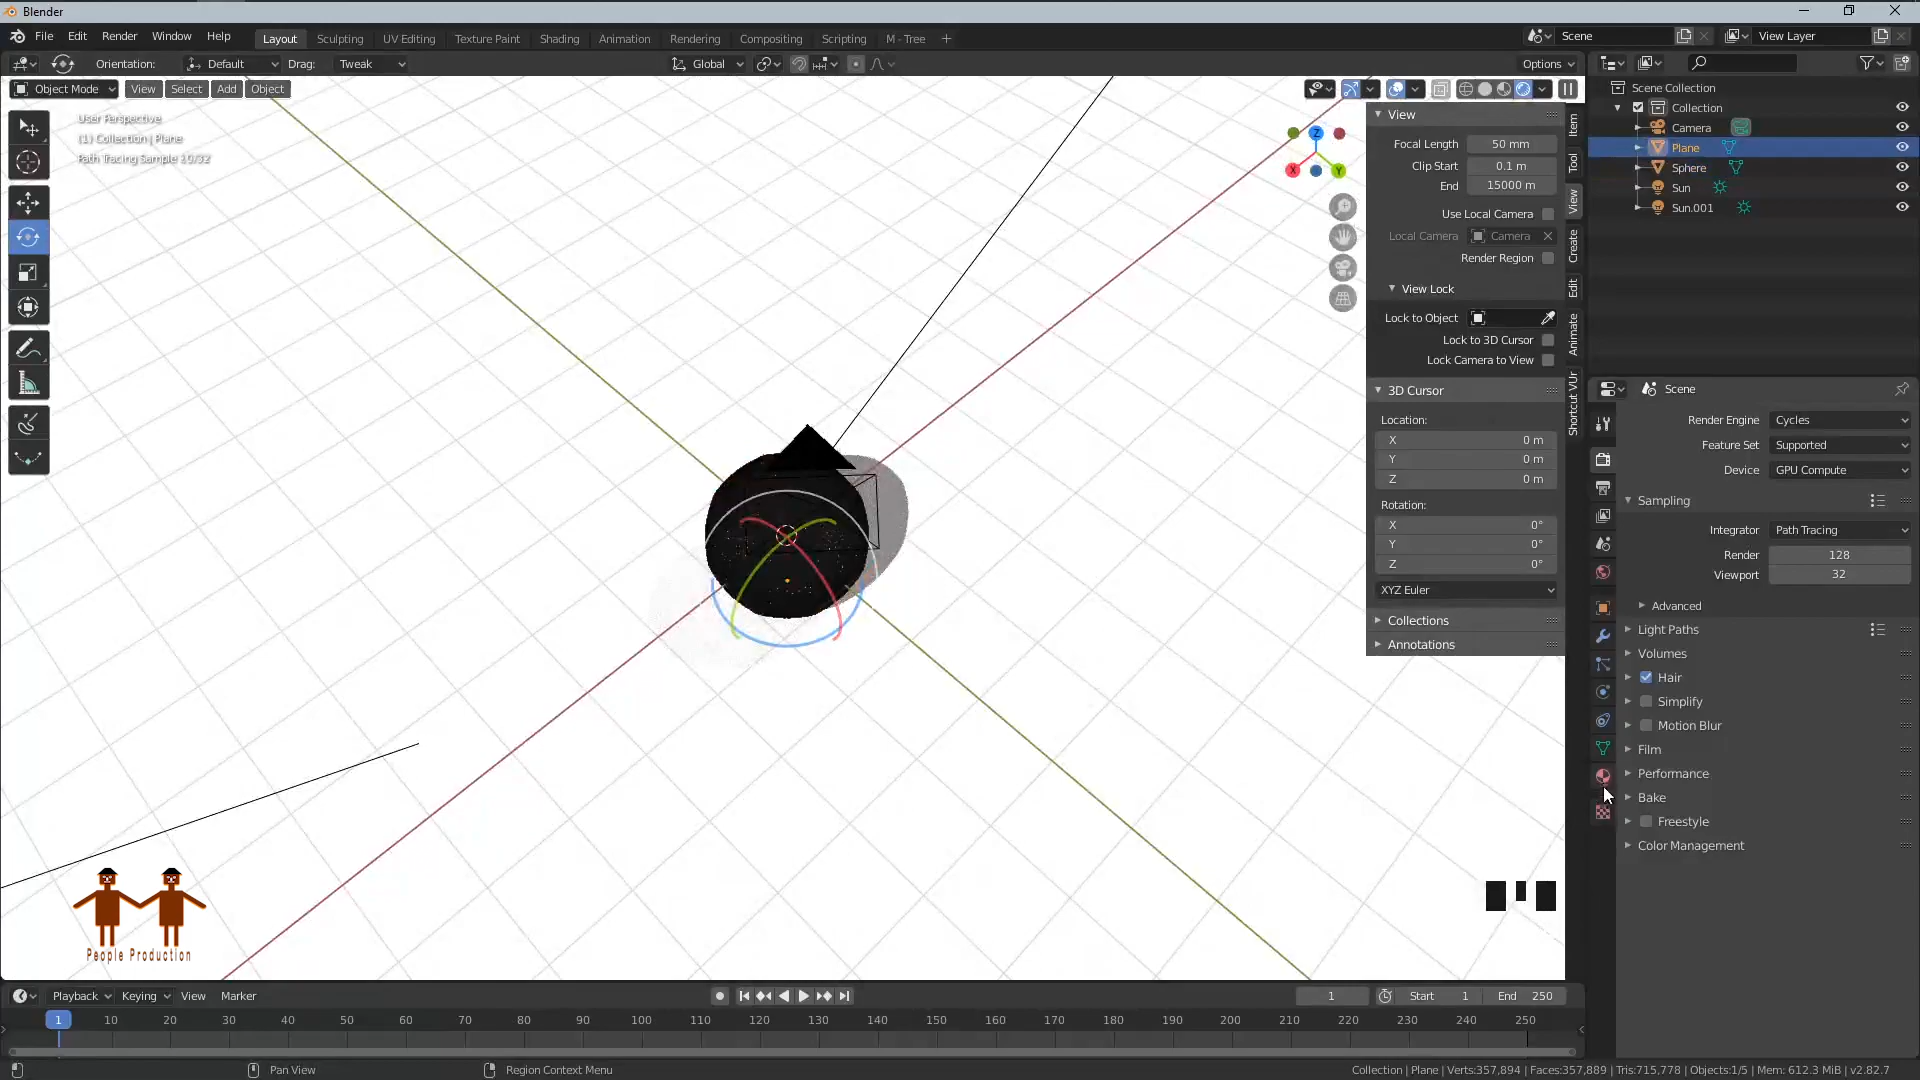 Blender
File Edit Render Window Help
Layout Sculpting UV Editing Texture Paint Shading Animation Rendering Compositing Scripting M - Tree +
Scene
View Layer
Orientation: Default Drag: Tweak
Global
Options
Object Mode View Select Add Object
User Perspective
(1) Collection | Plane
Path Tracing Sample 10/32
Z
X
Y
View
Focal Length 50 mm
Clip Start 0.1 m
End 15000 m
Use Local Camera
Local Camera Camera
Render Region
View Lock
Lock to Object
Lock to 3D Cursor
Lock Camera to View
3D Cursor
Location:
X 0 m
Y 0 m
Z 0 m
Rotation:
X 0°
Y 0°
Z 0°
XYZ Euler
Collections
Annotations
Item
Tool
View
Create
Edit
Animate
Shortcut VUr
Scene Collection
Collection
Camera
Plane
Sphere
Sun
Sun.001
Scene
Render Engine Cycles
Feature Set Supported
Device GPU Compute
Sampling
Integrator Path Tracing
Render 128
Viewport 32
Advanced
Light Paths
Volumes
Hair
Simplify
Motion Blur
Film
Performance
Bake
Freestyle
Color Management
People Production
Playback Keying View Marker
1
Start 1
End 250
1 10 20 30 40 50 60 70 80 90 100 110 120 130 140 150 160 170 180 190 200 210 220 230 240 250
Pan View
Region Context Menu
Collection | Plane | Verts:357,894 | Faces:357,889 | Tris:715,778 | Objects:1/5 | Mem: 612.3 MiB | v2.82.7